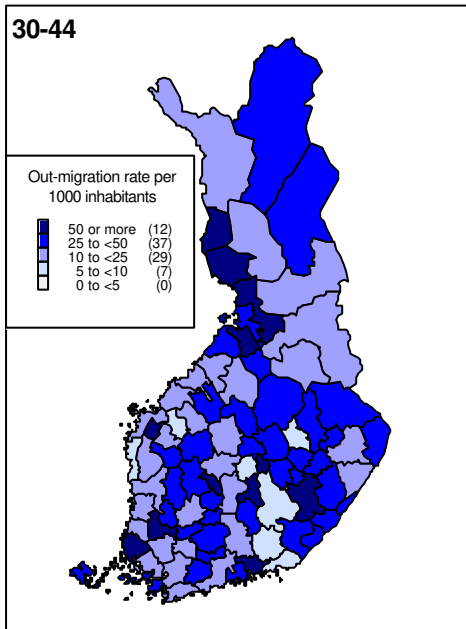 30-44
Out-migration rate per
1000 inhabitants
50 or more (12)
25 to <50 (37)
10 to <25 (29)
5 to <10 (7)
0 to <5 (0)